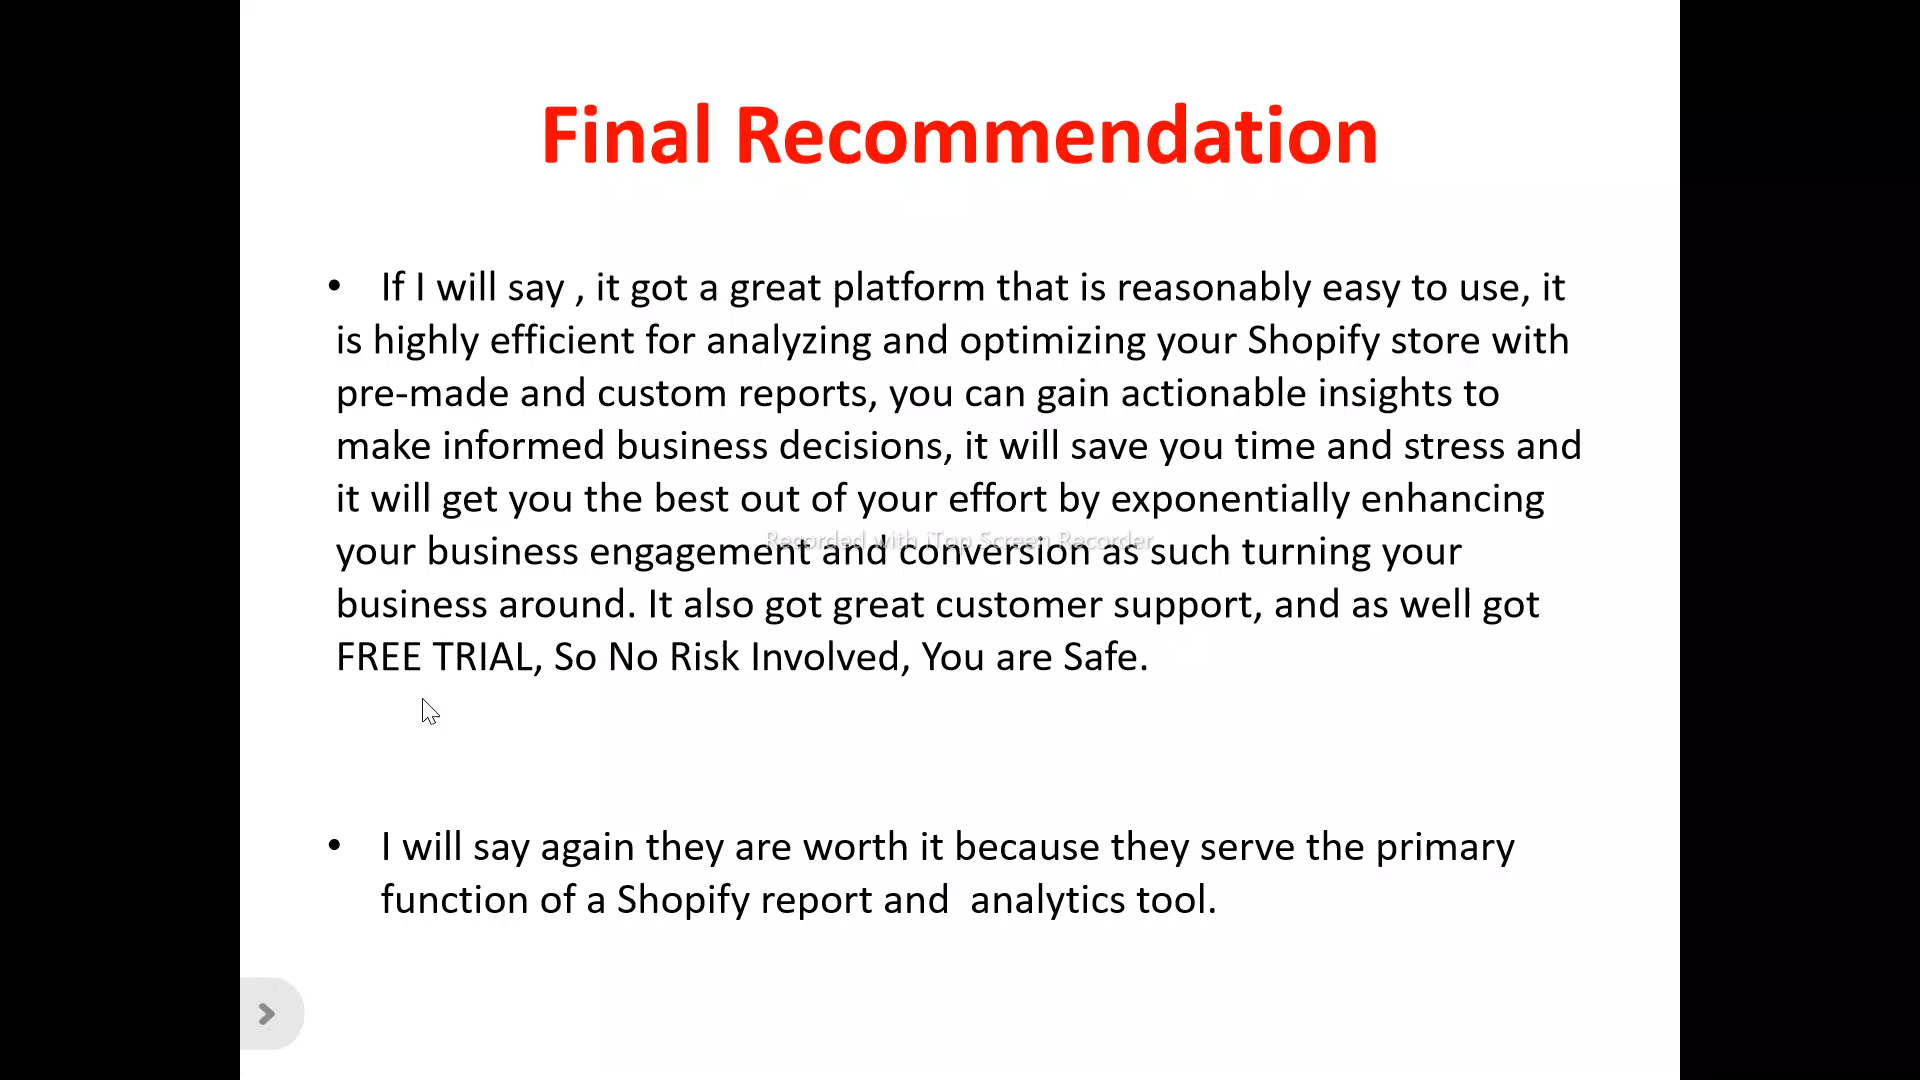 Final Recommendation
• If I will say , it got a great platform that is reasonably easy to use, it
is highly efficient for analyzing and optimizing your Shopify store with
pre-made and custom reports, you can gain actionable insights to
make informed business decisions, it will save you time and stress and
it will get you the best out of your effort by exponentially enhancing
Recorded with iTop Screen Recorder
your business engagement and conversion as such turning your
business around. It also got great customer support, and as well got
FREE TRIAL, So No Risk Involved, You are Safe.
• I will say again they are worth it because they serve the primary
function of a Shopify report and  analytics tool.